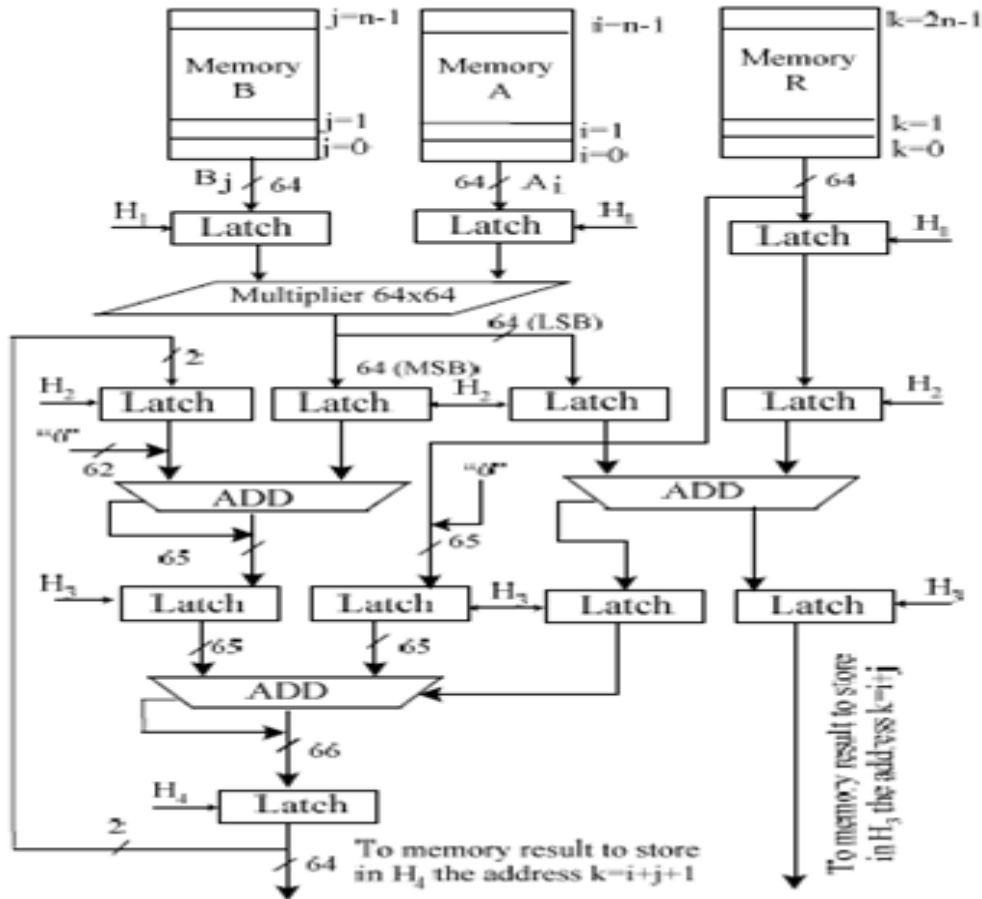 j=n-1
i=n-1
k=2n-1
Memory
B
Memory
A
Memory
R
j=1
j=0
i=1
i=0
k=1
k=0
Bj
64
64
Ai
64
H1
Latch
Latch
H1
Latch
H1
Multiplier 64x64
64 (LSB)
2
64 (MSB)
H2
Latch
Latch
H2
Latch
Latch
H2
"0"
62
"0"
ADD
ADD
65
65
H3
Latch
Latch
H3
Latch
Latch
H3
65
65
ADD
66
H4
Latch
2
64
To memory result to store
in H4 the address k=i+j+1
To memory result to store
in H3 the address k=i+j